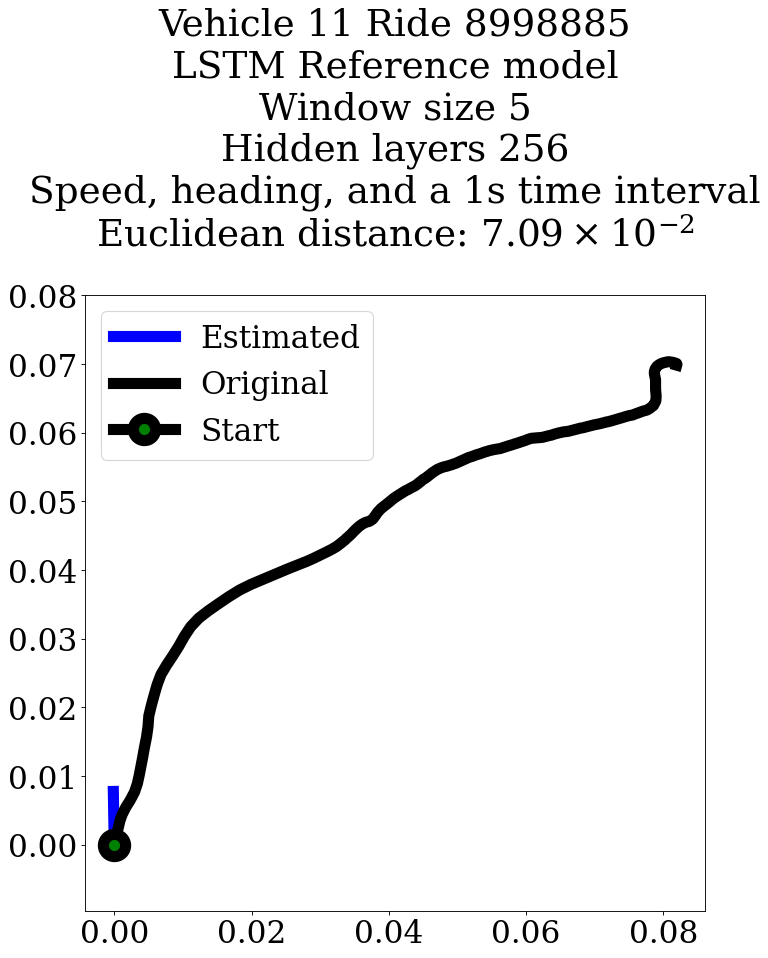 Vehicle 11 Ride 8998885
LSTM Reference model
Window size 5
Hidden layers 256
Speed, heading, and a 1s time interval
Euclidean distance: 7.09 × 10⁻²
0.08
0.07
0.06
0.05
0.04
0.03
0.02
0.01
0.00
Estimated
Original
Start
0.00 0.02 0.04 0.06 0.08